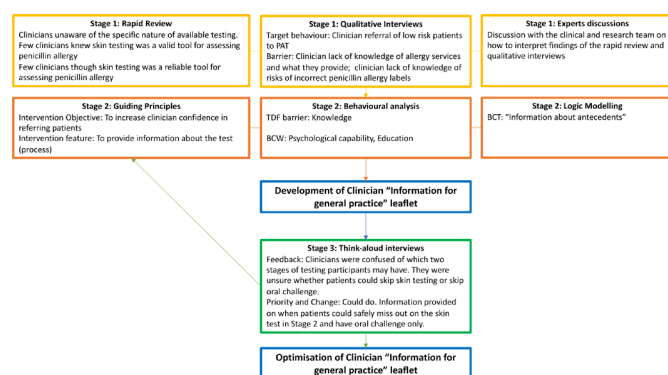 Stage 1: Rapid Review
Clinicians unaware of the specific nature of available testing.
Few clinicians knew skin testing was a valid tool for assessing
penicillin allergy
Few clinicians though skin testing was a reliable tool for
assessing penicillin allergy
Stage 1: Qualitative Interviews
Target behaviour: Clinician referral of low risk patients
to PAT
Barrier: Clinician lack of knowledge of allergy services
and what they provide; clinician lack of knowledge of
risks of incorrect penicillin allergy labels
Stage 1: Experts discussions
Discussion with the clinical and research team on
how to interpret findings of the rapid review and
qualitative interviews
Stage 2: Guiding Principles
Intervention Objective: To increase clinician confidence in
referring patients
Intervention feature: To provide information about the test
(process)
Stage 2: Behavioural analysis
TDF barrier: Knowledge
BCW: Psychological capability, Education
Stage 2: Logic Modelling
BCT: “Information about antecedents”
Development of Clinician “Information for
general practice” leaflet
Stage 3: Think-aloud interviews
Feedback: Clinicians were confused of which two
stages of testing participants may have. They were
unsure whether patients could skip skin testing or skip
oral challenge.
Priority and Change: Could do. Information provided
on when patients could safely miss out on the skin
test in Stage 2 and have oral challenge only.
Optimisation of Clinician “Information for
general practice” leaflet